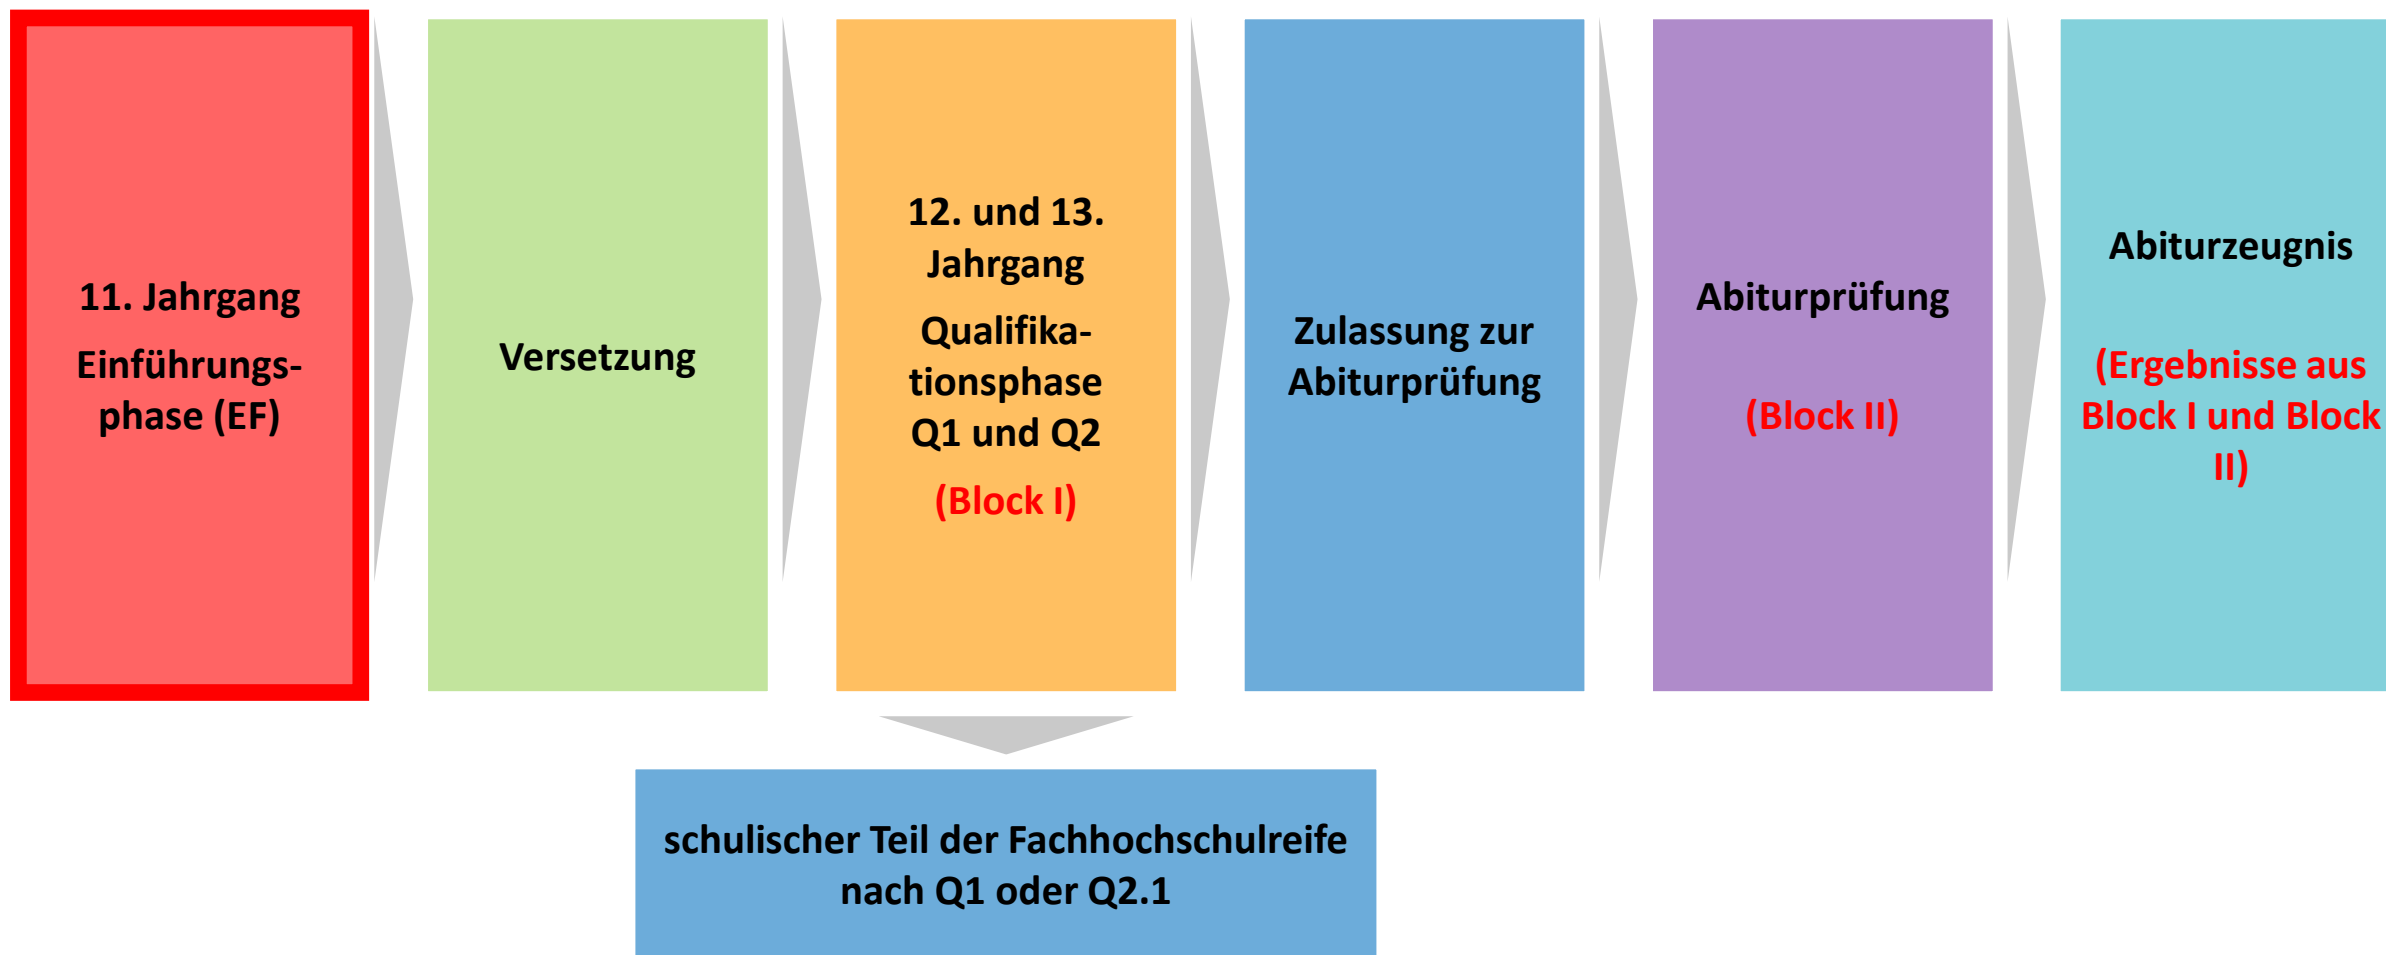 11. Jahrgang
Einführungs-
phase (EF)
Versetzung
12. und 13.
Jahrgang
Qualifika-
tionsphase
Q1 und Q2
(Block I)
Zulassung zur
Abiturprüfung
Abiturprüfung
(Block II)
Abiturzeugnis
(Ergebnisse aus
Block I und Block
II)
schulischer Teil der Fachhochschulreife
nach Q1 oder Q2.1